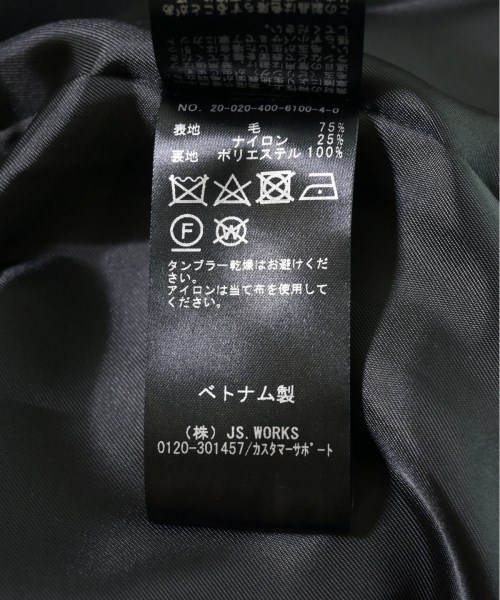 NO. 20-020-400-6100-4-0
表地 毛 75%
ナイロン 25%
裏地 ポリエステル 100%
F W
タンブラー乾燥はお避けくだ
さい。
アイロンは当て布を使用して
ください。
ベトナム製
(株) JS.WORKS
0120-301457/カスタマーサポート